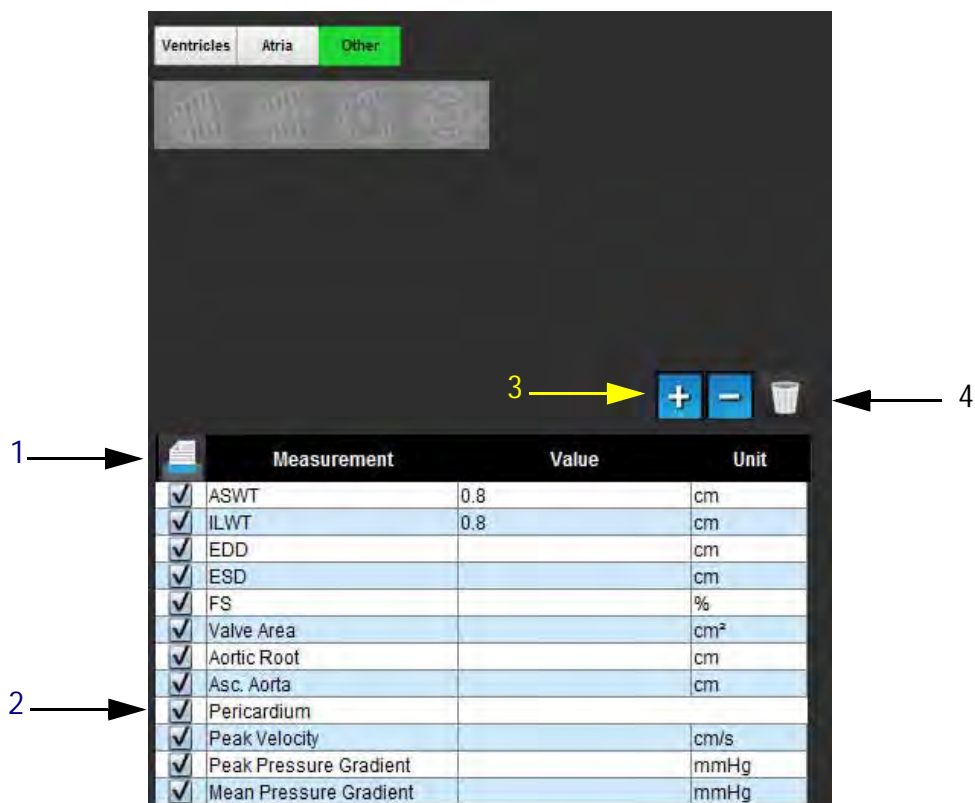 Ventricles Atria Other
3
4
1
Measurement Value Unit
ASWT 0.8 cm
ILWT 0.8 cm
EDD cm
ESD cm
FS %
Valve Area cm²
Aortic Root cm
Asc. Aorta cm
2
Pericardium
Peak Velocity cm/s
Peak Pressure Gradient mmHg
Mean Pressure Gradient mmHg